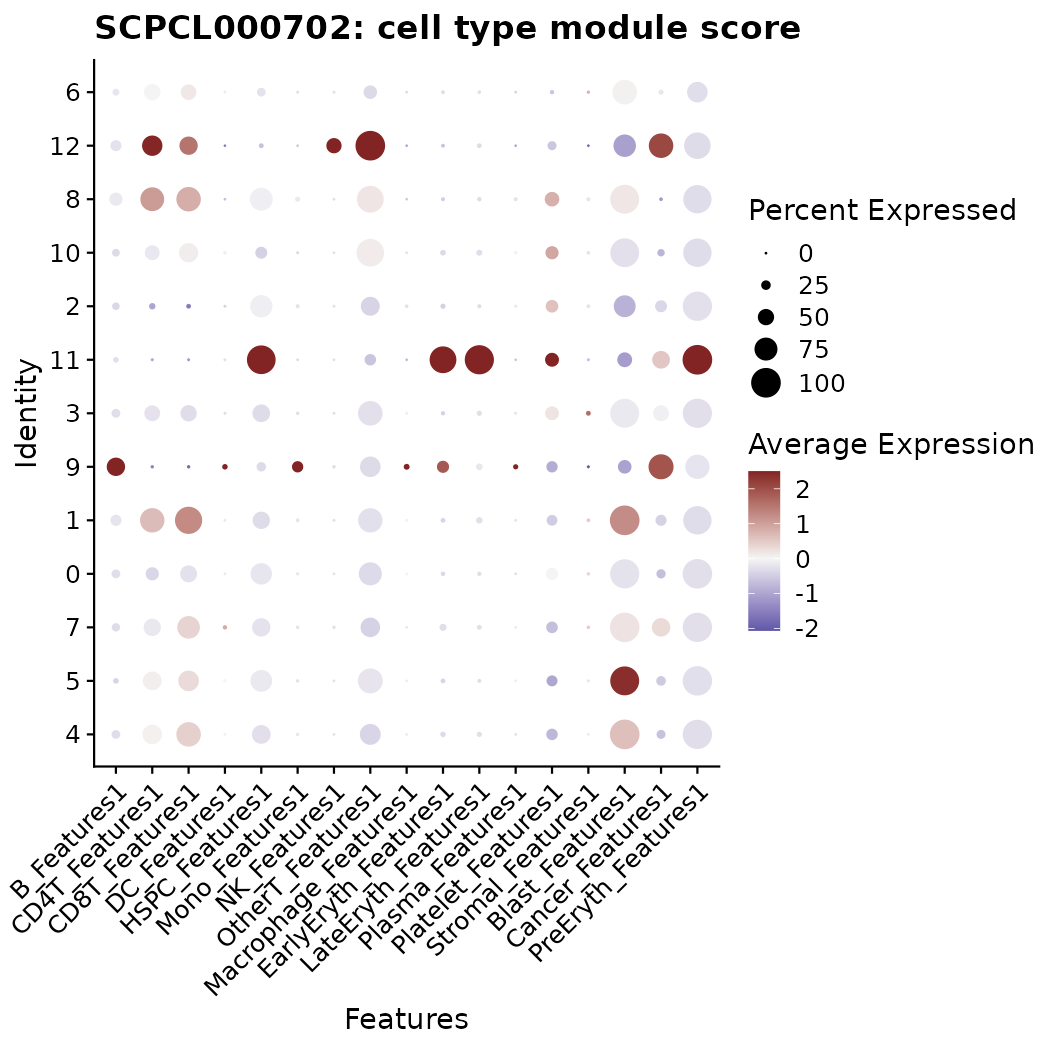 SCPCL000702: cell type module score
Identity
6
12
8
10
2
11
3
9
1
0
7
5
4
B_Features1
CD4T_Features1
CD8T_Features1
DC_Features1
HSPC_Features1
Mono_Features1
NK_Features1
OtherT_Features1
Macrophage_Features1
EarlyEryth_Features1
LateEryth_Features1
Plasma_Features1
Platelet_Features1
Stromal_Features1
Blast_Features1
Cancer_Features1
PreEryth_Features1
Features
Percent Expressed
0
25
50
75
100
Average Expression
2
1
0
-1
-2